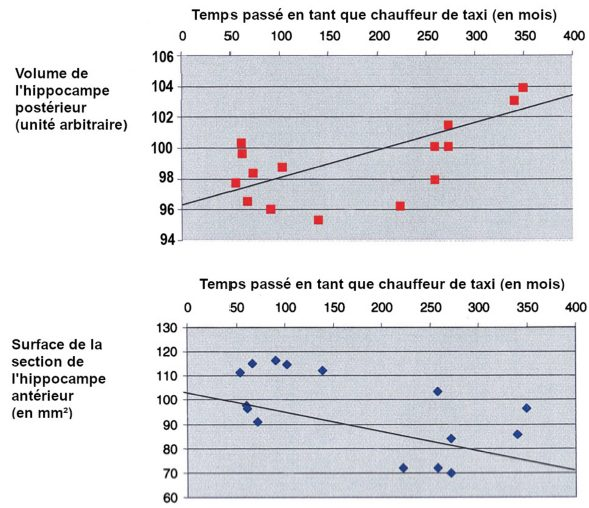 Temps passé en tant que chauffeur de taxi (en mois)
0 50 100 150 200 250 300 350 400
Volume de
l'hippocampe
postérieur
(unité arbitraire)
106
104
102
100
98
96
94
Temps passé en tant que chauffeur de taxi (en mois)
0 50 100 150 200 250 300 350 400
Surface de la
section de
l'hippocampe
antérieur
(en mm²)
130
120
110
100
90
80
70
60